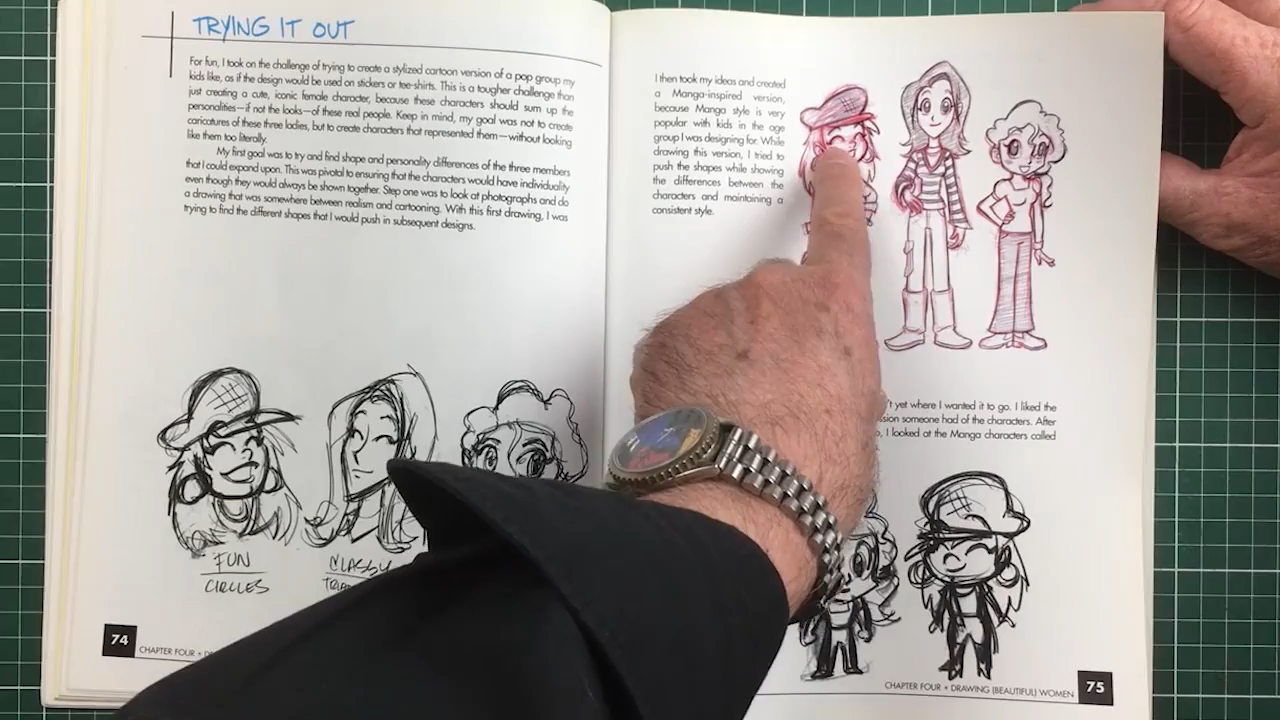 TRYING IT OUT
For fun, I took on the challenge of trying to create a stylized cartoon version of a pop group my
kids like, as if the design would be used on stickers or tee-shirts. This is a tougher challenge than
just creating a cute, iconic female character, because these characters should sum up the
personalities—if not the looks—of these real people. Keep in mind, my goal was not to create
caricatures of these three ladies, but to create characters that represented them—without looking
like them too literally.
My first goal was to try and find shape and personality differences of the three members
that I could expand upon. This was pivotal to ensuring that the characters would have individuality
even though they would always be shown together. Step one was to look at photographs and do
a drawing that was somewhere between realism and cartooning. With this first drawing, I was
trying to find the different shapes that I would push in subsequent designs.
FUN
CIRCLES
CLASSY
74
CHAPTER FOUR •
I then took my ideas and created
a Manga-inspired version,
because Manga style is very
popular with kids in the age
group I was designing for. While
drawing this version, I tried to
push the shapes while showing
the differences between the
characters and maintaining a
consistent style.
yet where I wanted it to go. I liked the
someone had of the characters. After
I looked at the Manga characters called
CHAPTER FOUR • DRAWING (BEAUTIFUL) WOMEN
75